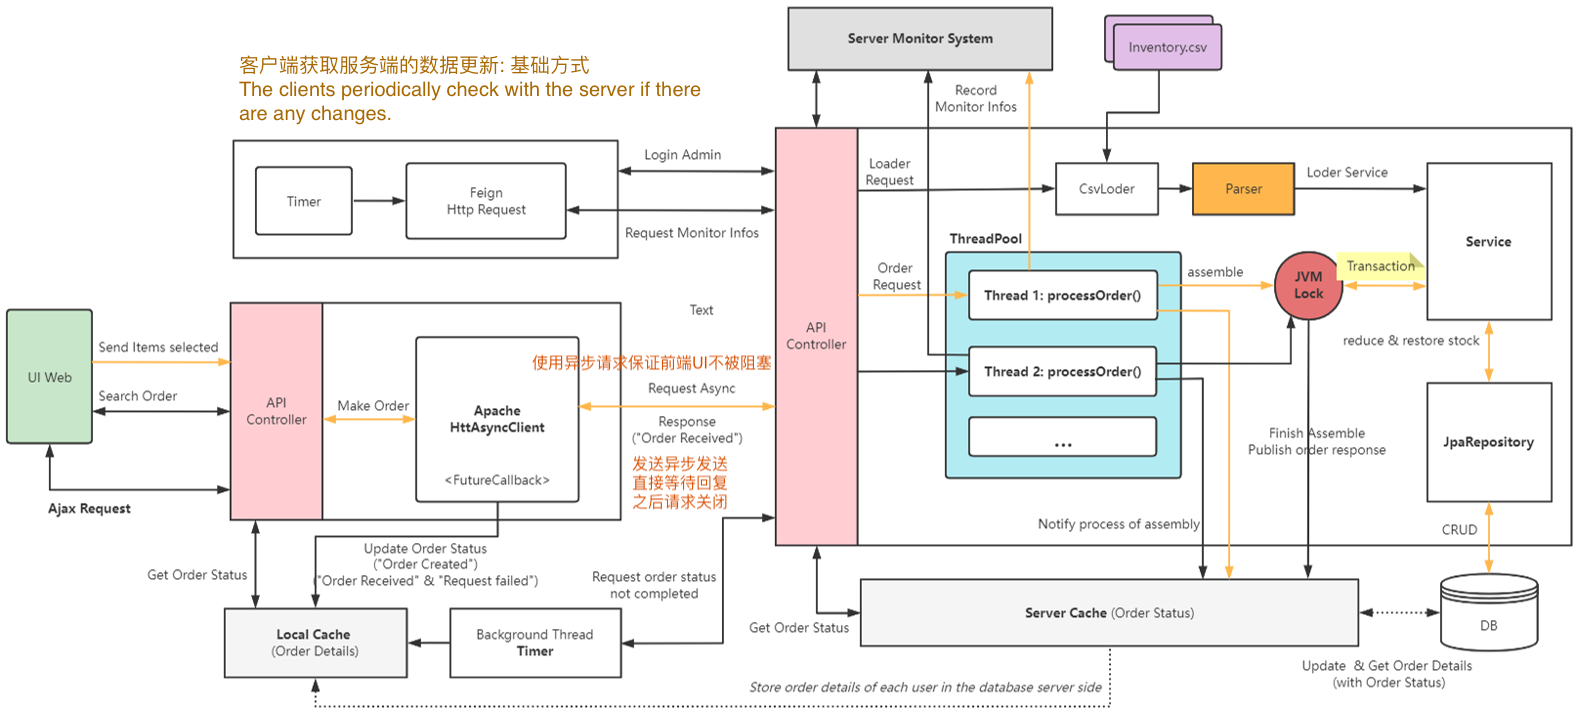 Server Monitor System
Inventory.csv
客户端获取服务端的数据更新: 基础方式
The clients periodically check with the server if there
are any changes.
Record
Monitor Infos
Login Admin
Timer
Feign
Http Request
Request Monitor Infos
Loader
Request
CsvLoder
Parser
Loder Service
Service
ThreadPool
Order
Request
Thread 1: processOrder()
assemble
JVM
Lock
Transaction
Text
API
Controller
UI Web
Send Items selected
Search Order
Ajax Request
API
Controller
Make Order
Apache
HttAsyncClient
<FutureCallback>
使用异步请求保证前端UI不被阻塞
Request Async
Response
("Order Received")
发送异步发送
直接等待回复
之后请求关闭
Thread 2: processOrder()
...
reduce & restore stock
JpaRepository
Finish Assemble
Publish order response
Notify process of assembly
CRUD
Get Order Status
Update Order Status
("Order Created")
("Order Received" & "Request failed")
Request order status
not completed
Local Cache
(Order Details)
Background Thread
Timer
Get Order Status
Server Cache (Order Status)
DB
Update & Get Order Details
(with Order Status)
Store order details of each user in the database server side